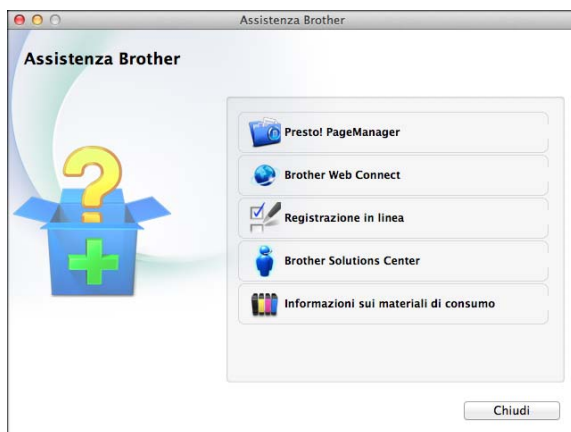 Assistenza Brother
Assistenza Brother
Presto! PageManager
Brother Web Connect
Registrazione in linea
Brother Solutions Center
Informazioni sui materiali di consumo
Chiudi